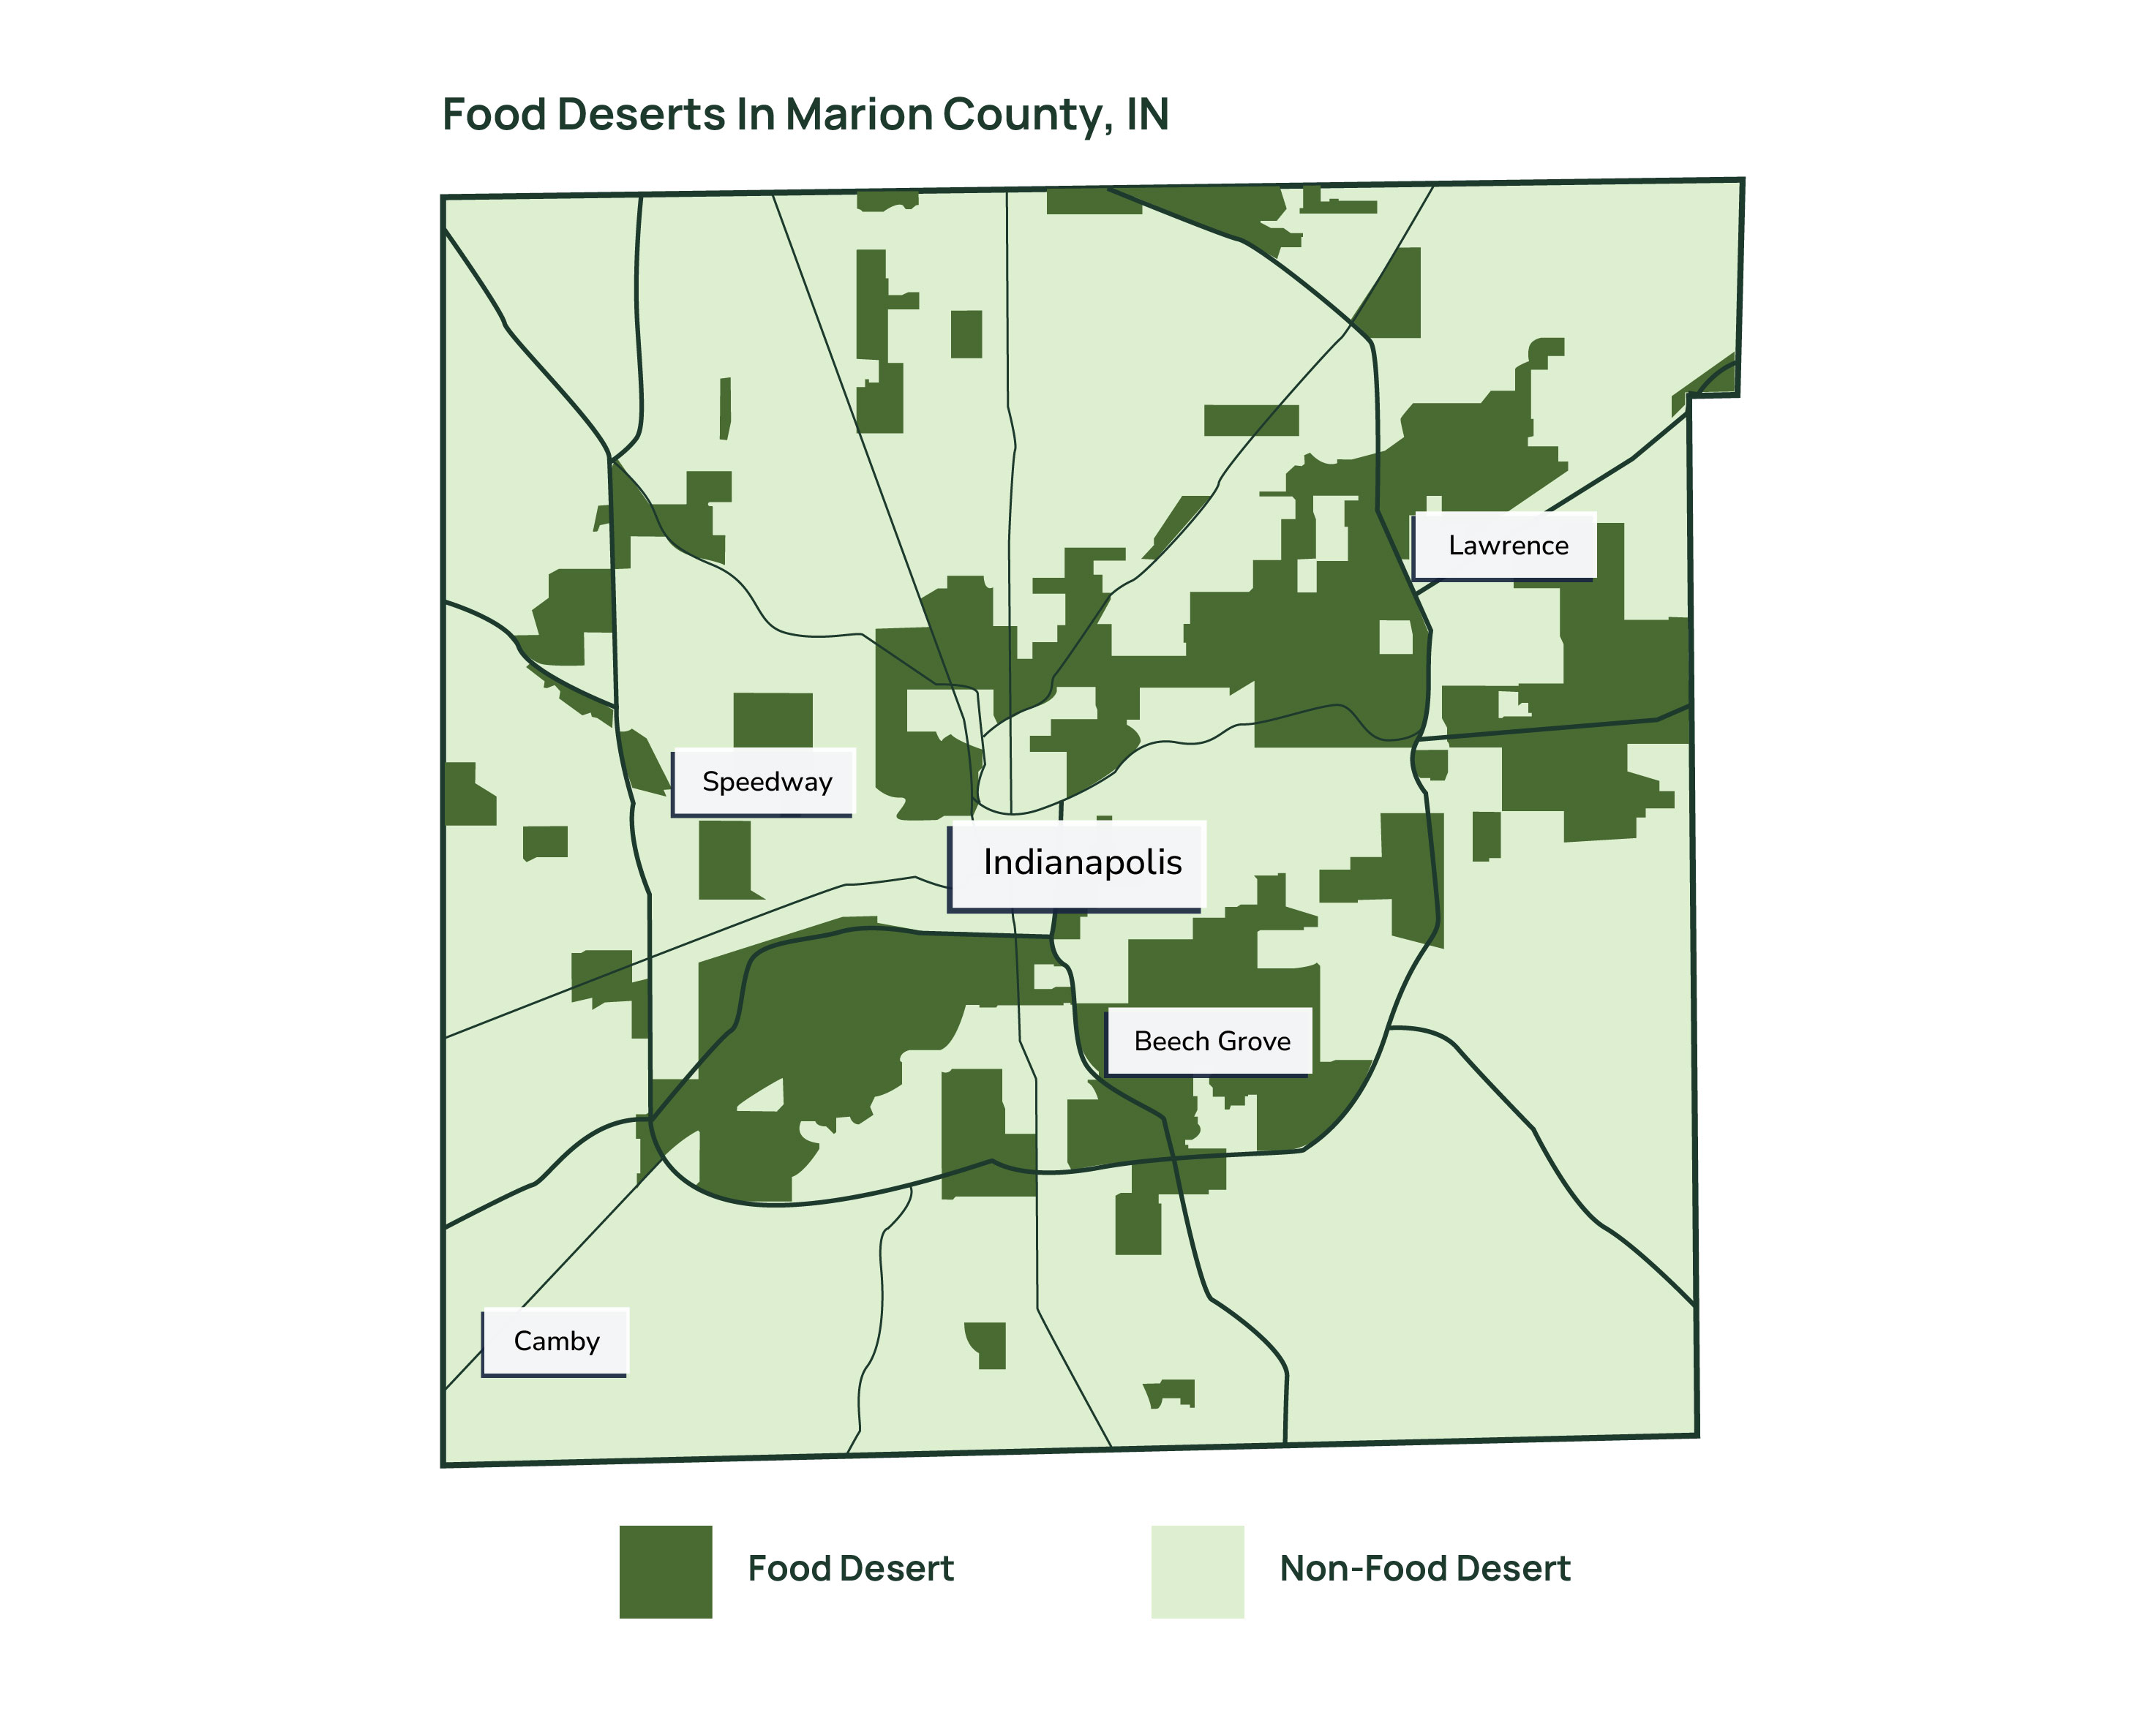 Food Deserts In Marion County, IN
Lawrence
Speedway
Indianapolis
Beech Grove
Camby
Food Desert
Non-Food Desert